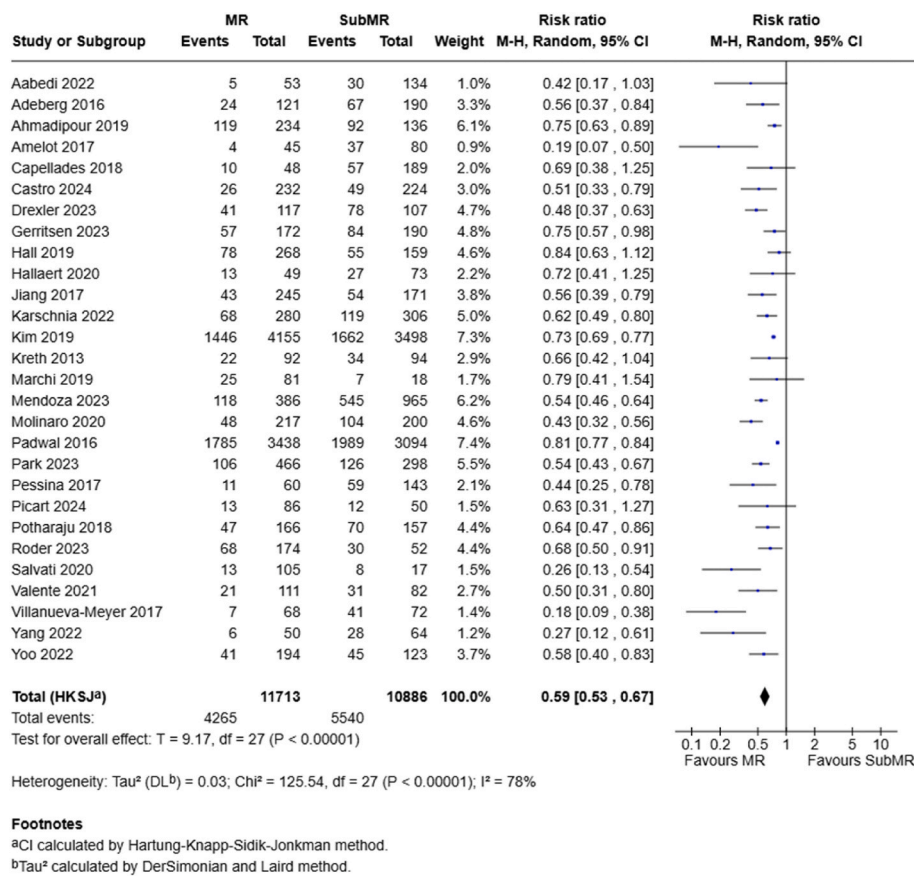 MR SubMR Risk ratio Risk ratio
Study or Subgroup Events Total Events Total Weight M-H, Random, 95% CI M-H, Random, 95% CI
Aabedi 2022 5 53 30 134 1.0% 0.42 [0.17 , 1.03]
Adeberg 2016 24 121 67 190 3.3% 0.56 [0.37 , 0.84]
Ahmadipour 2019 119 234 92 136 6.1% 0.75 [0.63 , 0.89]
Amelot 2017 4 45 37 80 0.9% 0.19 [0.07 , 0.50]
Capellades 2018 10 48 57 189 2.0% 0.69 [0.38 , 1.25]
Castro 2024 26 232 49 224 3.0% 0.51 [0.33 , 0.79]
Drexler 2023 41 117 78 107 4.7% 0.48 [0.37 , 0.63]
Gerritsen 2023 57 172 84 190 4.8% 0.75 [0.57 , 0.98]
Hall 2019 78 268 55 159 4.6% 0.84 [0.63 , 1.12]
Hallaert 2020 13 49 27 73 2.2% 0.72 [0.41 , 1.25]
Jiang 2017 43 245 54 171 3.8% 0.56 [0.39 , 0.79]
Karschnia 2022 68 280 119 306 5.1% 0.62 [0.49 , 0.80]
Kim 2019 1446 4155 1662 3498 7.3% 0.73 [0.69 , 0.77]
Kreth 2013 22 92 34 94 2.9% 0.66 [0.42 , 1.04]
Marchi 2019 25 81 7 18 1.7% 0.79 [0.41 , 1.54]
Mendoza 2023 118 386 545 965 6.2% 0.54 [0.46 , 0.64]
Molinaro 2020 48 217 104 200 4.6% 0.43 [0.32 , 0.56]
Padwal 2016 1785 3438 1989 3094 7.4% 0.81 [0.77 , 0.84]
Park 2023 106 466 126 298 5.5% 0.54 [0.43 , 0.67]
Pessina 2017 11 60 59 143 2.1% 0.44 [0.25 , 0.78]
Picart 2024 13 86 12 50 1.6% 0.63 [0.31 , 1.27]
Potharaju 2018 47 166 70 157 4.4% 0.64 [0.47 , 0.86]
Roder 2023 68 174 30 52 4.4% 0.68 [0.50 , 0.91]
Salvati 2020 13 105 8 17 1.5% 0.26 [0.13 , 0.54]
Valente 2021 21 111 31 82 2.7% 0.50 [0.31 , 0.80]
Villanueva-Meyer 2017 7 68 41 72 1.4% 0.18 [0.09 , 0.38]
Yang 2022 6 50 28 64 1.2% 0.27 [0.12 , 0.61]
Yoo 2022 41 194 45 123 3.7% 0.58 [0.40 , 0.83]
Total (HKSJᵃ) 11713 10886 100.0% 0.59 [0.53 , 0.67]
Total events: 4265 5540
Test for overall effect: T = 9.17, df = 27 (P < 0.00001)
0.1 0.2 0.5 1 2 5 10
Favours MR Favours SubMR
Heterogeneity: Tau² (DLᵇ) = 0.03; Chi² = 125.54, df = 27 (P < 0.00001); I² = 78%
Footnotes
ᵃCI calculated by Hartung-Knapp-Sidik-Jonkman method.
ᵇTau² calculated by DerSimonian and Laird method.